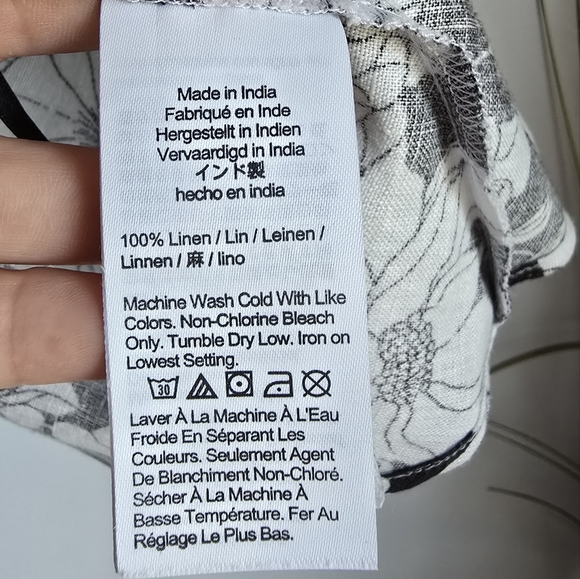 Made in India
Fabriqué en Inde
Hergestellt in Indien
Vervaardigd in India
インド製
hecho en india
100% Linen / Lin / Leinen /
Linnen / 麻 / lino
Machine Wash Cold With Like
Colors. Non-Chlorine Bleach
Only. Tumble Dry Low. Iron on
Lowest Setting.
30
Laver À La Machine À L'Eau
Froide En Séparant Les
Couleurs. Seulement Agent
De Blanchiment Non-Chloré.
Sécher À La Machine À
Basse Température. Fer Au
Réglage Le Plus Bas.